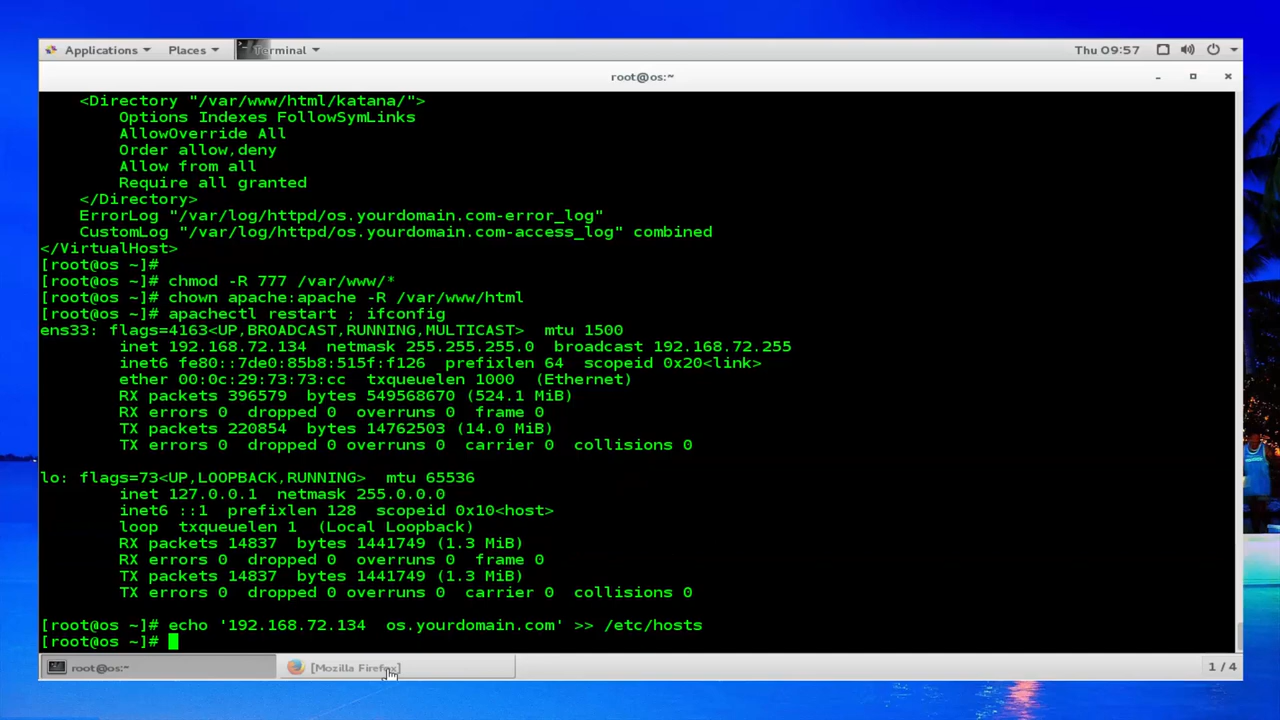 Applications Places Terminal Thu 09:57
root@os:~
<Directory "/var/www/html/katana/">
Options Indexes FollowSymLinks
AllowOverride All
Order allow,deny
Allow from all
Require all granted
</Directory>
ErrorLog "/var/log/httpd/os.yourdomain.com-error_log"
CustomLog "/var/log/httpd/os.yourdomain.com-access_log" combined
</VirtualHost>
[root@os ~]#
[root@os ~]# chmod -R 777 /var/www/*
[root@os ~]# chown apache:apache -R /var/www/html
[root@os ~]# apachectl restart ; ifconfig
ens33: flags=4163<UP,BROADCAST,RUNNING,MULTICAST>  mtu 1500
inet 192.168.72.134  netmask 255.255.255.0  broadcast 192.168.72.255
inet6 fe80::7de0:85b8:515f:f126  prefixlen 64  scopeid 0x20<link>
ether 00:0c:29:73:73:cc  txqueuelen 1000  (Ethernet)
RX packets 396579  bytes 549568670 (524.1 MiB)
RX errors 0  dropped 0  overruns 0  frame 0
TX packets 220854  bytes 14762503 (14.0 MiB)
TX errors 0  dropped 0 overruns 0  carrier 0  collisions 0
lo: flags=73<UP,LOOPBACK,RUNNING>  mtu 65536
inet 127.0.0.1  netmask 255.0.0.0
inet6 ::1  prefixlen 128  scopeid 0x10<host>
loop  txqueuelen 1  (Local Loopback)
RX packets 14837  bytes 1441749 (1.3 MiB)
RX errors 0  dropped 0  overruns 0  frame 0
TX packets 14837  bytes 1441749 (1.3 MiB)
TX errors 0  dropped 0 overruns 0  carrier 0  collisions 0
[root@os ~]# echo '192.168.72.134  os.yourdomain.com' >> /etc/hosts
[root@os ~]#
root@os:~ [Mozilla Firefox] 1 / 4